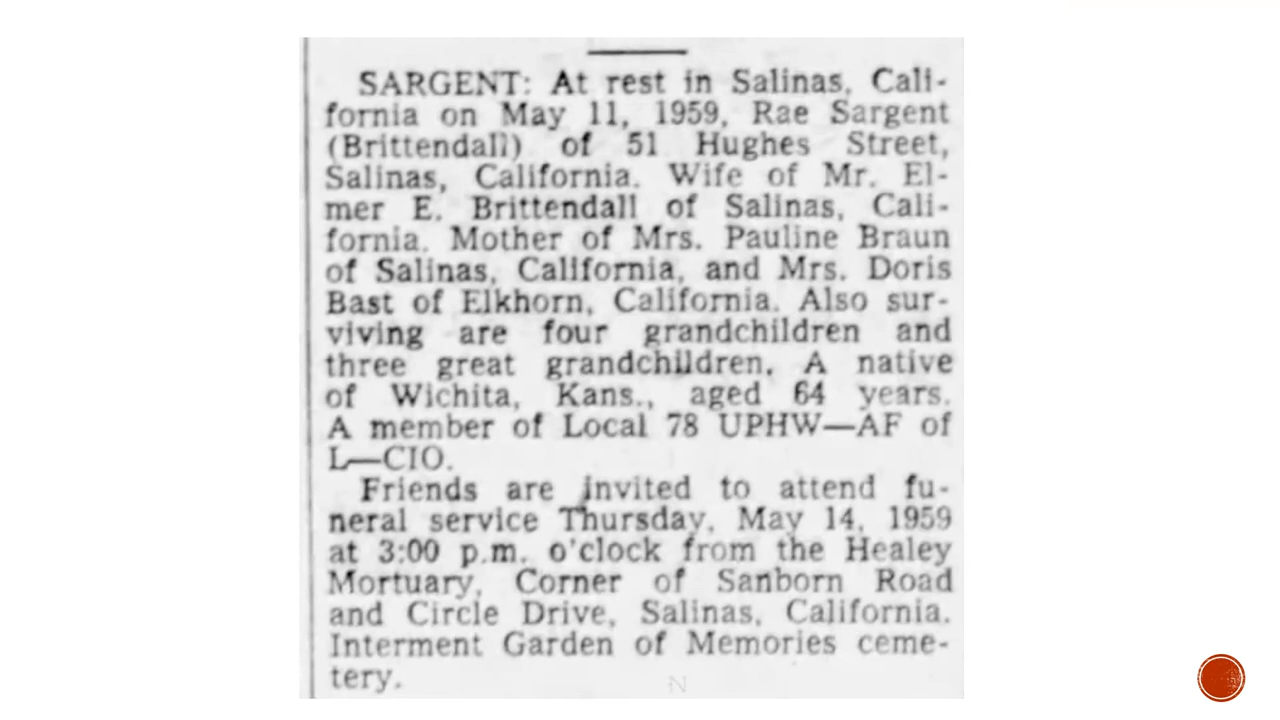 SARGENT: At rest in Salinas, Cali-
fornia on May 11, 1959, Rae Sargent
(Brittendall) of 51 Hughes Street,
Salinas, California. Wife of Mr. El-
mer E. Brittendall of Salinas, Cali-
fornia. Mother of Mrs. Pauline Braun
of Salinas, California, and Mrs. Doris
Bast of Elkhorn, California. Also sur-
viving are four grandchildren and
three great grandchildren. A native
of Wichita, Kans., aged 64 years.
A member of Local 78 UPHW—AF of
L—CIO.
Friends are invited to attend fu-
neral service Thursday, May 14, 1959
at 3:00 p.m. o'clock from the Healey
Mortuary, Corner of Sanborn Road
and Circle Drive, Salinas, California.
Interment Garden of Memories ceme-
tery.
N